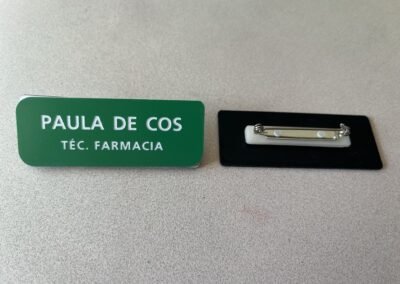 PAULA DE COS
TÉC. FARMACIA